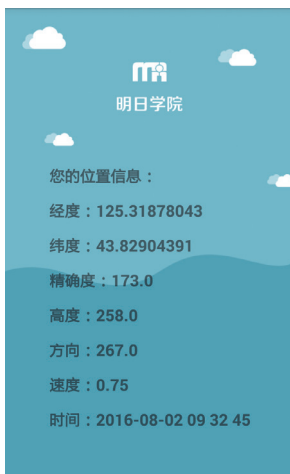 明日学院
您的位置信息：
经度：125.31878043
纬度：43.82904391
精确度：173.0
高度：258.0
方向：267.0
速度：0.75
时间：2016-08-02 09 32 45